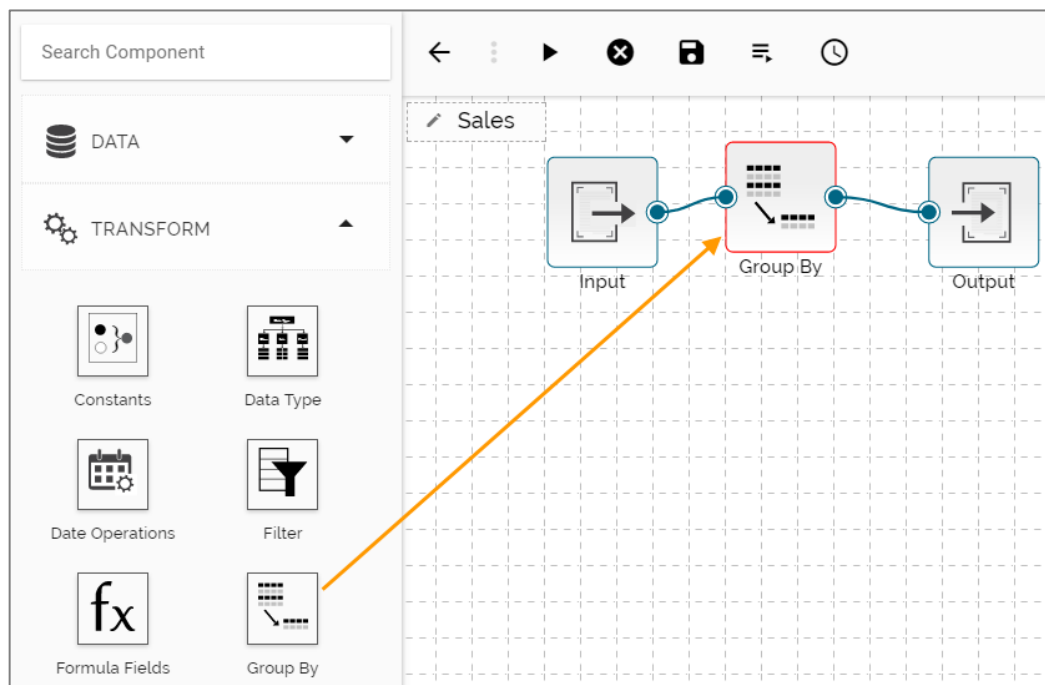 Search Component
DATA
TRANSFORM
Constants
Data Type
Date Operations
Filter
fx
Formula Fields
Group By
Sales
Input
Group By
Output